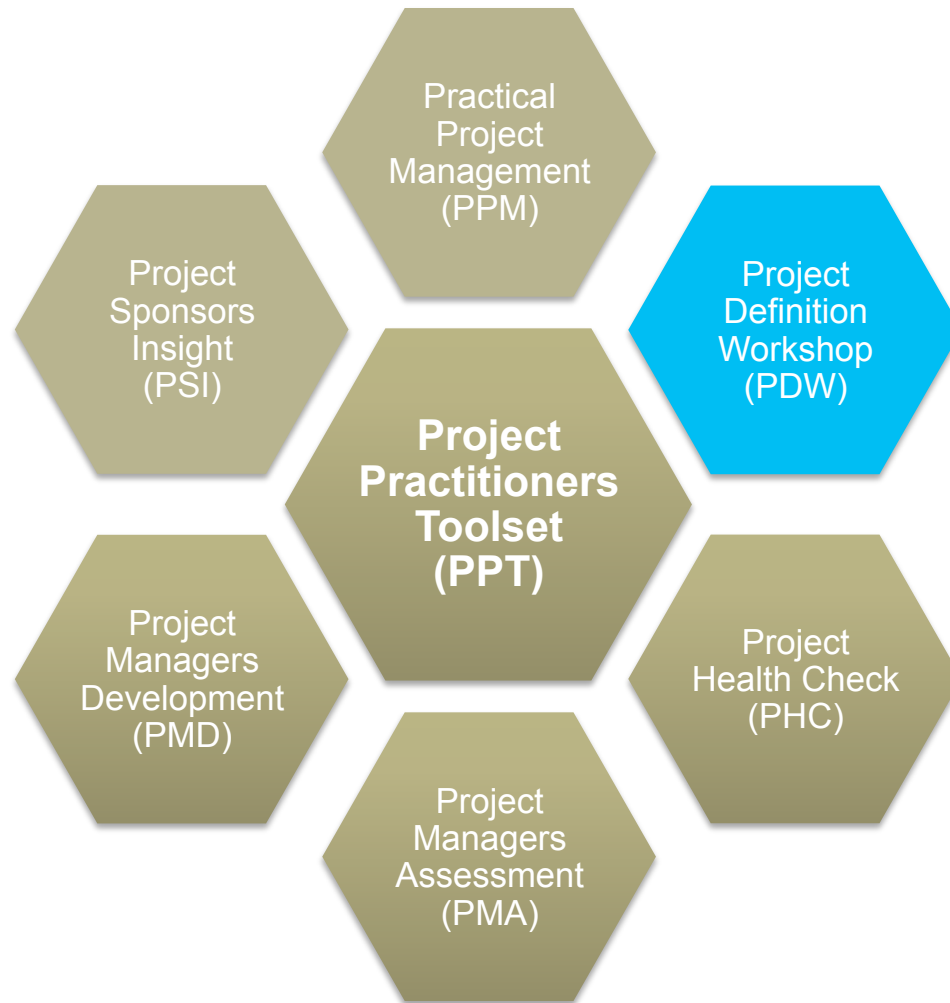 Practical
Project
Management
(PPM)
Project
Sponsors
Insight
(PSI)
Project
Definition
Workshop
(PDW)
Project
Practitioners
Toolset
(PPT)
Project
Managers
Development
(PMD)
Project
Health Check
(PHC)
Project
Managers
Assessment
(PMA)